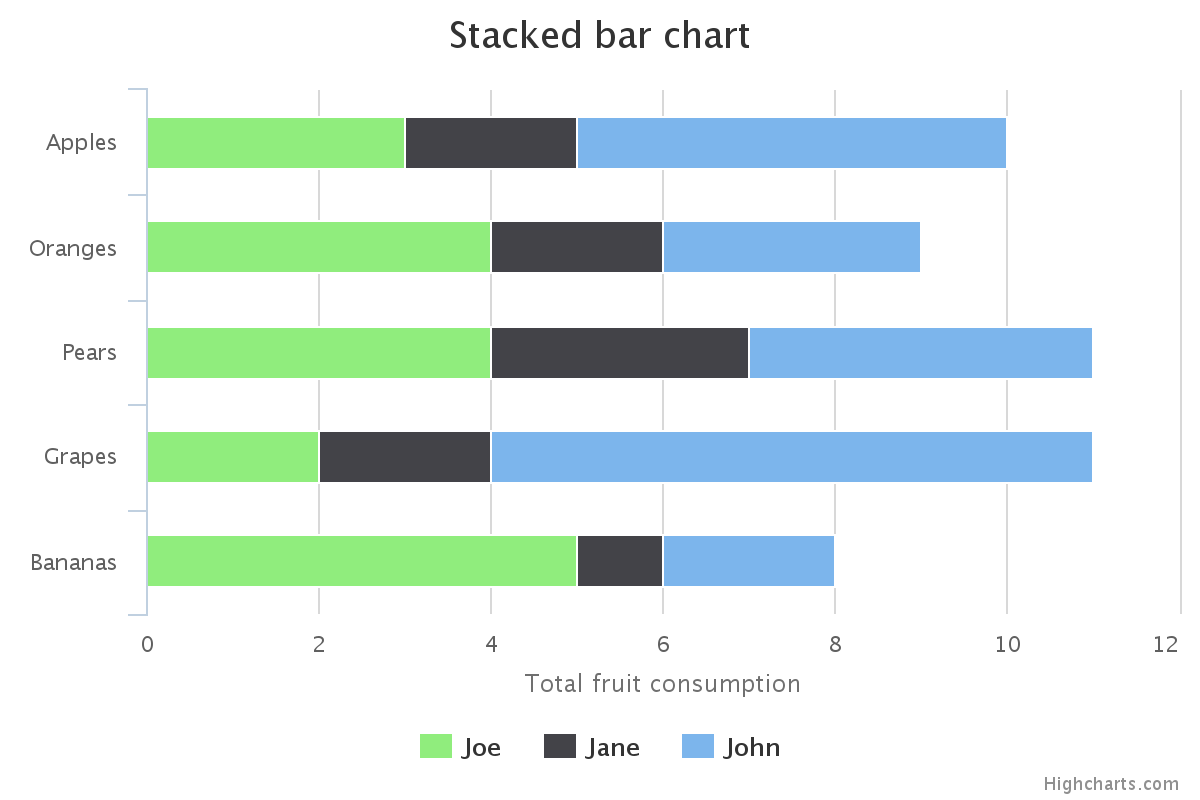 Stacked bar chart
Apples
Oranges
Pears
Grapes
Bananas
0 2 4 6 8 10 12
Total fruit consumption
Joe Jane John
Highcharts.com